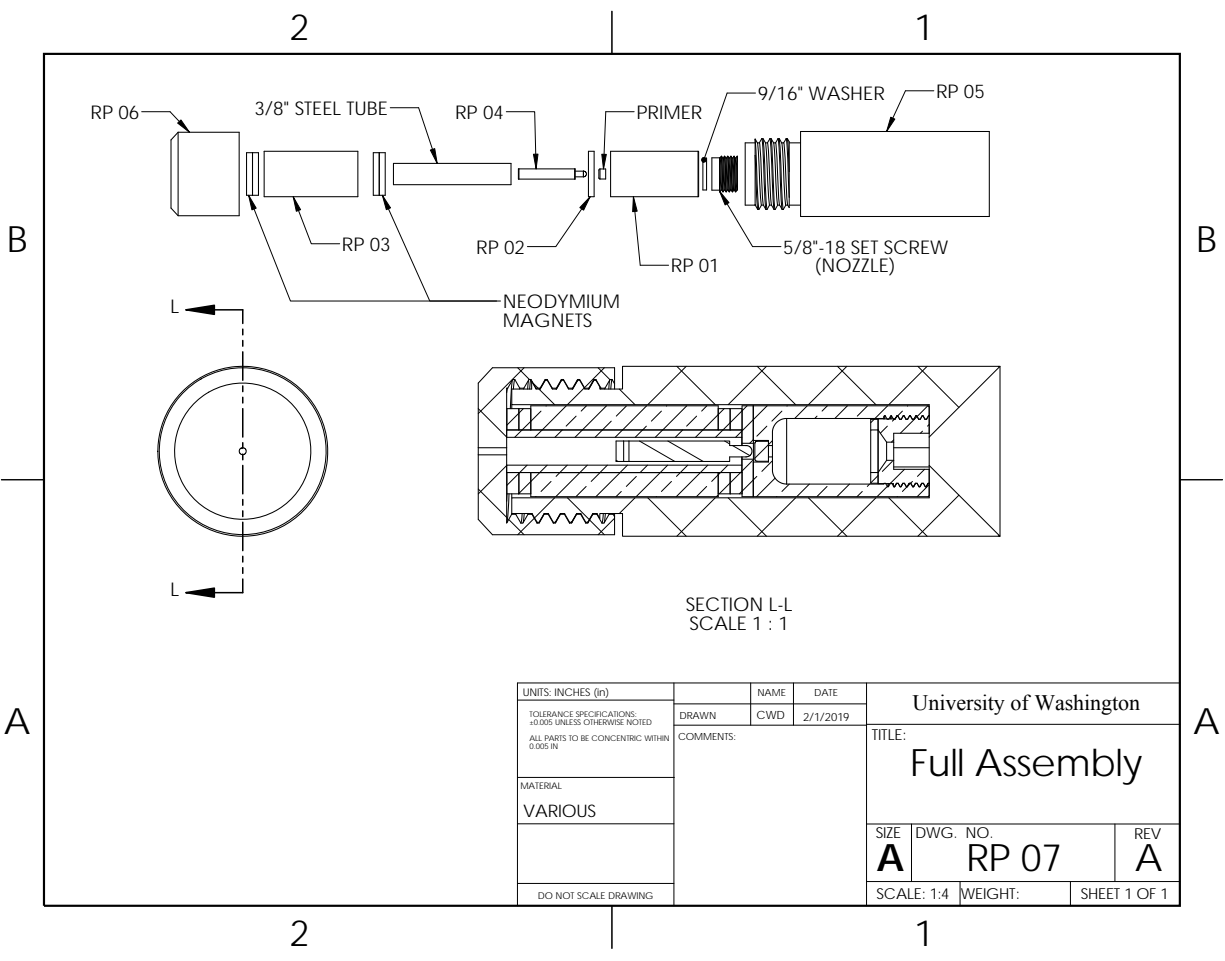 2 1
RP 06 3/8" STEEL TUBE RP 04 PRIMER 9/16" WASHER RP 05
RP 03 RP 02 RP 01 5/8"-18 SET SCREW
(NOZZLE)
NEODYMIUM
MAGNETS
B B
L
L
SECTION L-L
SCALE 1 : 1
A A
UNITS: INCHES (in)
TOLERANCE SPECIFICATIONS:
±0.005 UNLESS OTHERWISE NOTED
ALL PARTS TO BE CONCENTRIC WITHIN
0.005 IN
MATERIAL
VARIOUS
DO NOT SCALE DRAWING
NAME DATE
DRAWN CWD 2/1/2019
COMMENTS:
University of Washington
TITLE:
Full Assembly
SIZE DWG. NO. REV
A RP 07 A
SCALE: 1:4 WEIGHT: SHEET 1 OF 1
2 1